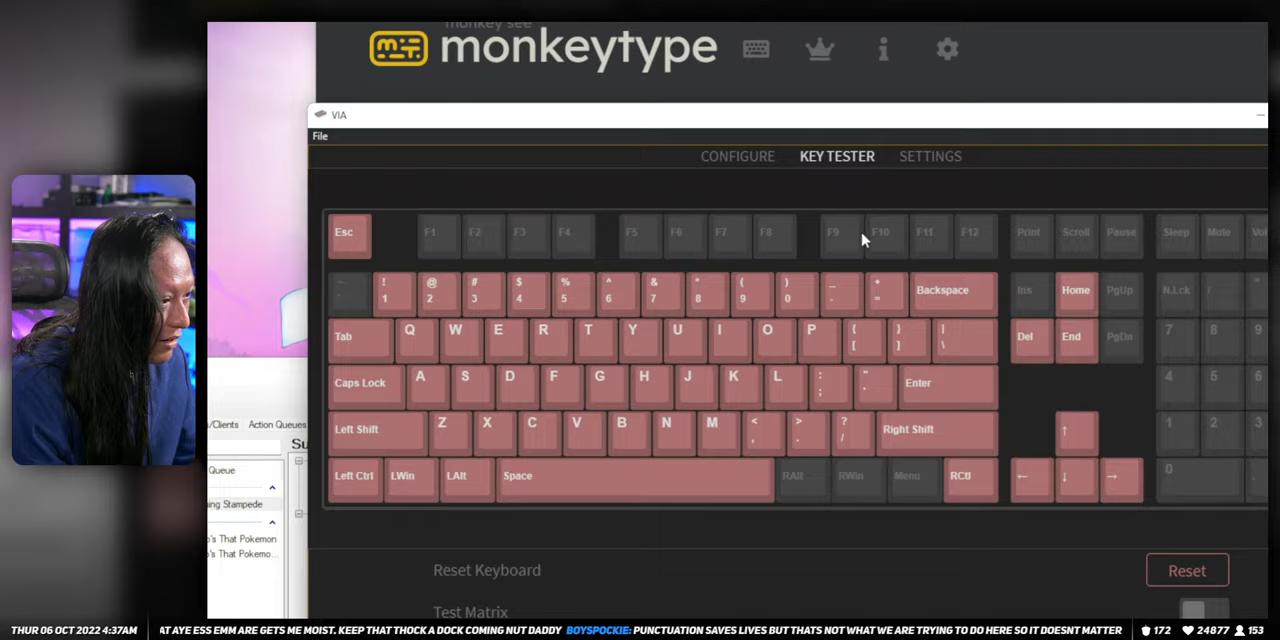 monkey see
monkeytype
VIA
File
CONFIGURE KEY TESTER SETTINGS
Esc F1 F2 F3 F4 F5 F6 F7 F8 F9 F10 F11 F12 Print Scroll Pause Sleep Mute Vol
! @ # $ % ^ & * ( ) _ +
1 2 3 4 5 6 7 8 9 0 - = Backspace Ins Home PgUp N.Lck /
Tab Q W E R T Y U I O P { } |
[ ] \ Del End PgDn 7 8 9
Caps Lock A S D F G H J K L : " Enter 4 5 6
; '
Left Shift Z X C V B N M < > ? Right Shift ↑ 1 2 3
, . /
Left Ctrl LWin LAlt Space RAlt RWin Menu RCtl ← ↓ → 0 .
Reset Keyboard Reset
Test Matrix
/Clients Action Queues
Su
Queue
ing Stampede
o's That Pokemon
o's That Pokemo...
THUR 06 OCT 2022 4:37AM AT AYE ESS EMM ARE GETS ME MOIST. KEEP THAT THOCK A DOCK COMING NUT DADDY BOYSPOCKIE: PUNCTUATION SAVES LIVES BUT THATS NOT WHAT WE ARE TRYING TO DO HERE SO IT DOESNT MATTER 172 24877 153